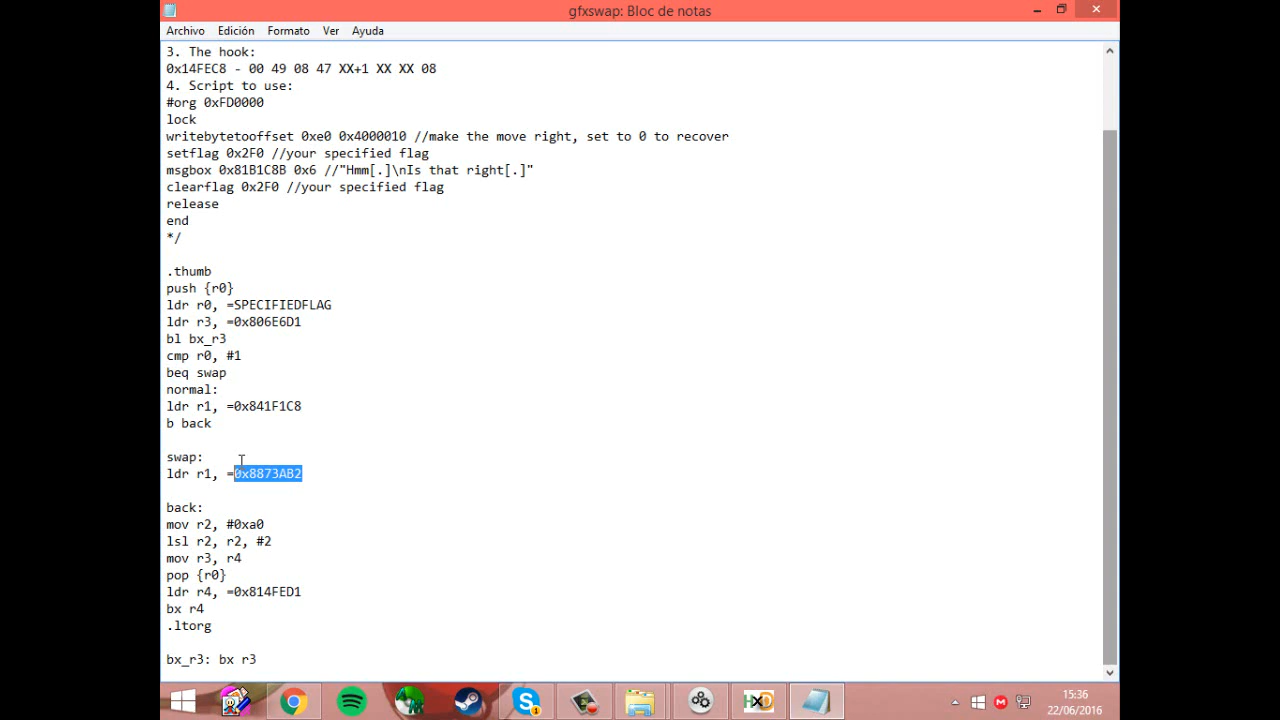 gfxswap: Bloc de notas
Archivo Edición Formato Ver Ayuda
3. The hook:
0x14FEC8 - 00 49 08 47 XX+1 XX XX 08
4. Script to use:
#org 0xFD0000
lock
writebytetooffset 0xe0 0x4000010 //make the move right, set to 0 to recover
setflag 0x2F0 //your specified flag
msgbox 0x81B1C8B 0x6 //"Hmm[.]\nIs that right[.]"
clearflag 0x2F0 //your specified flag
release
end
*/
.thumb
push {r0}
ldr r0, =SPECIFIEDFLAG
ldr r3, =0x806E6D1
bl bx_r3
cmp r0, #1
beq swap
normal:
ldr r1, =0x841F1C8
b back
swap:
ldr r1, =0x8873AB2
back:
mov r2, #0xa0
lsl r2, r2, #2
mov r3, r4
pop {r0}
ldr r4, =0x814FED1
bx r4
.ltorg
bx_r3: bx r3
HXD
15:36
22/06/2016